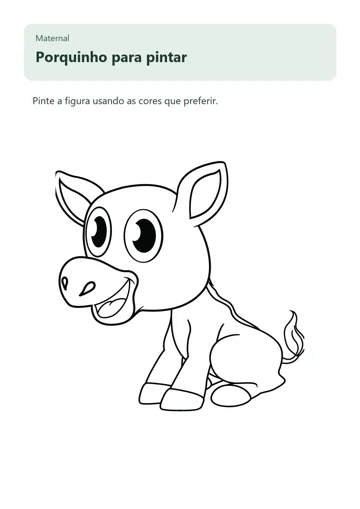 Maternal
Porquinho para pintar
Pinte a figura usando as cores que preferir.